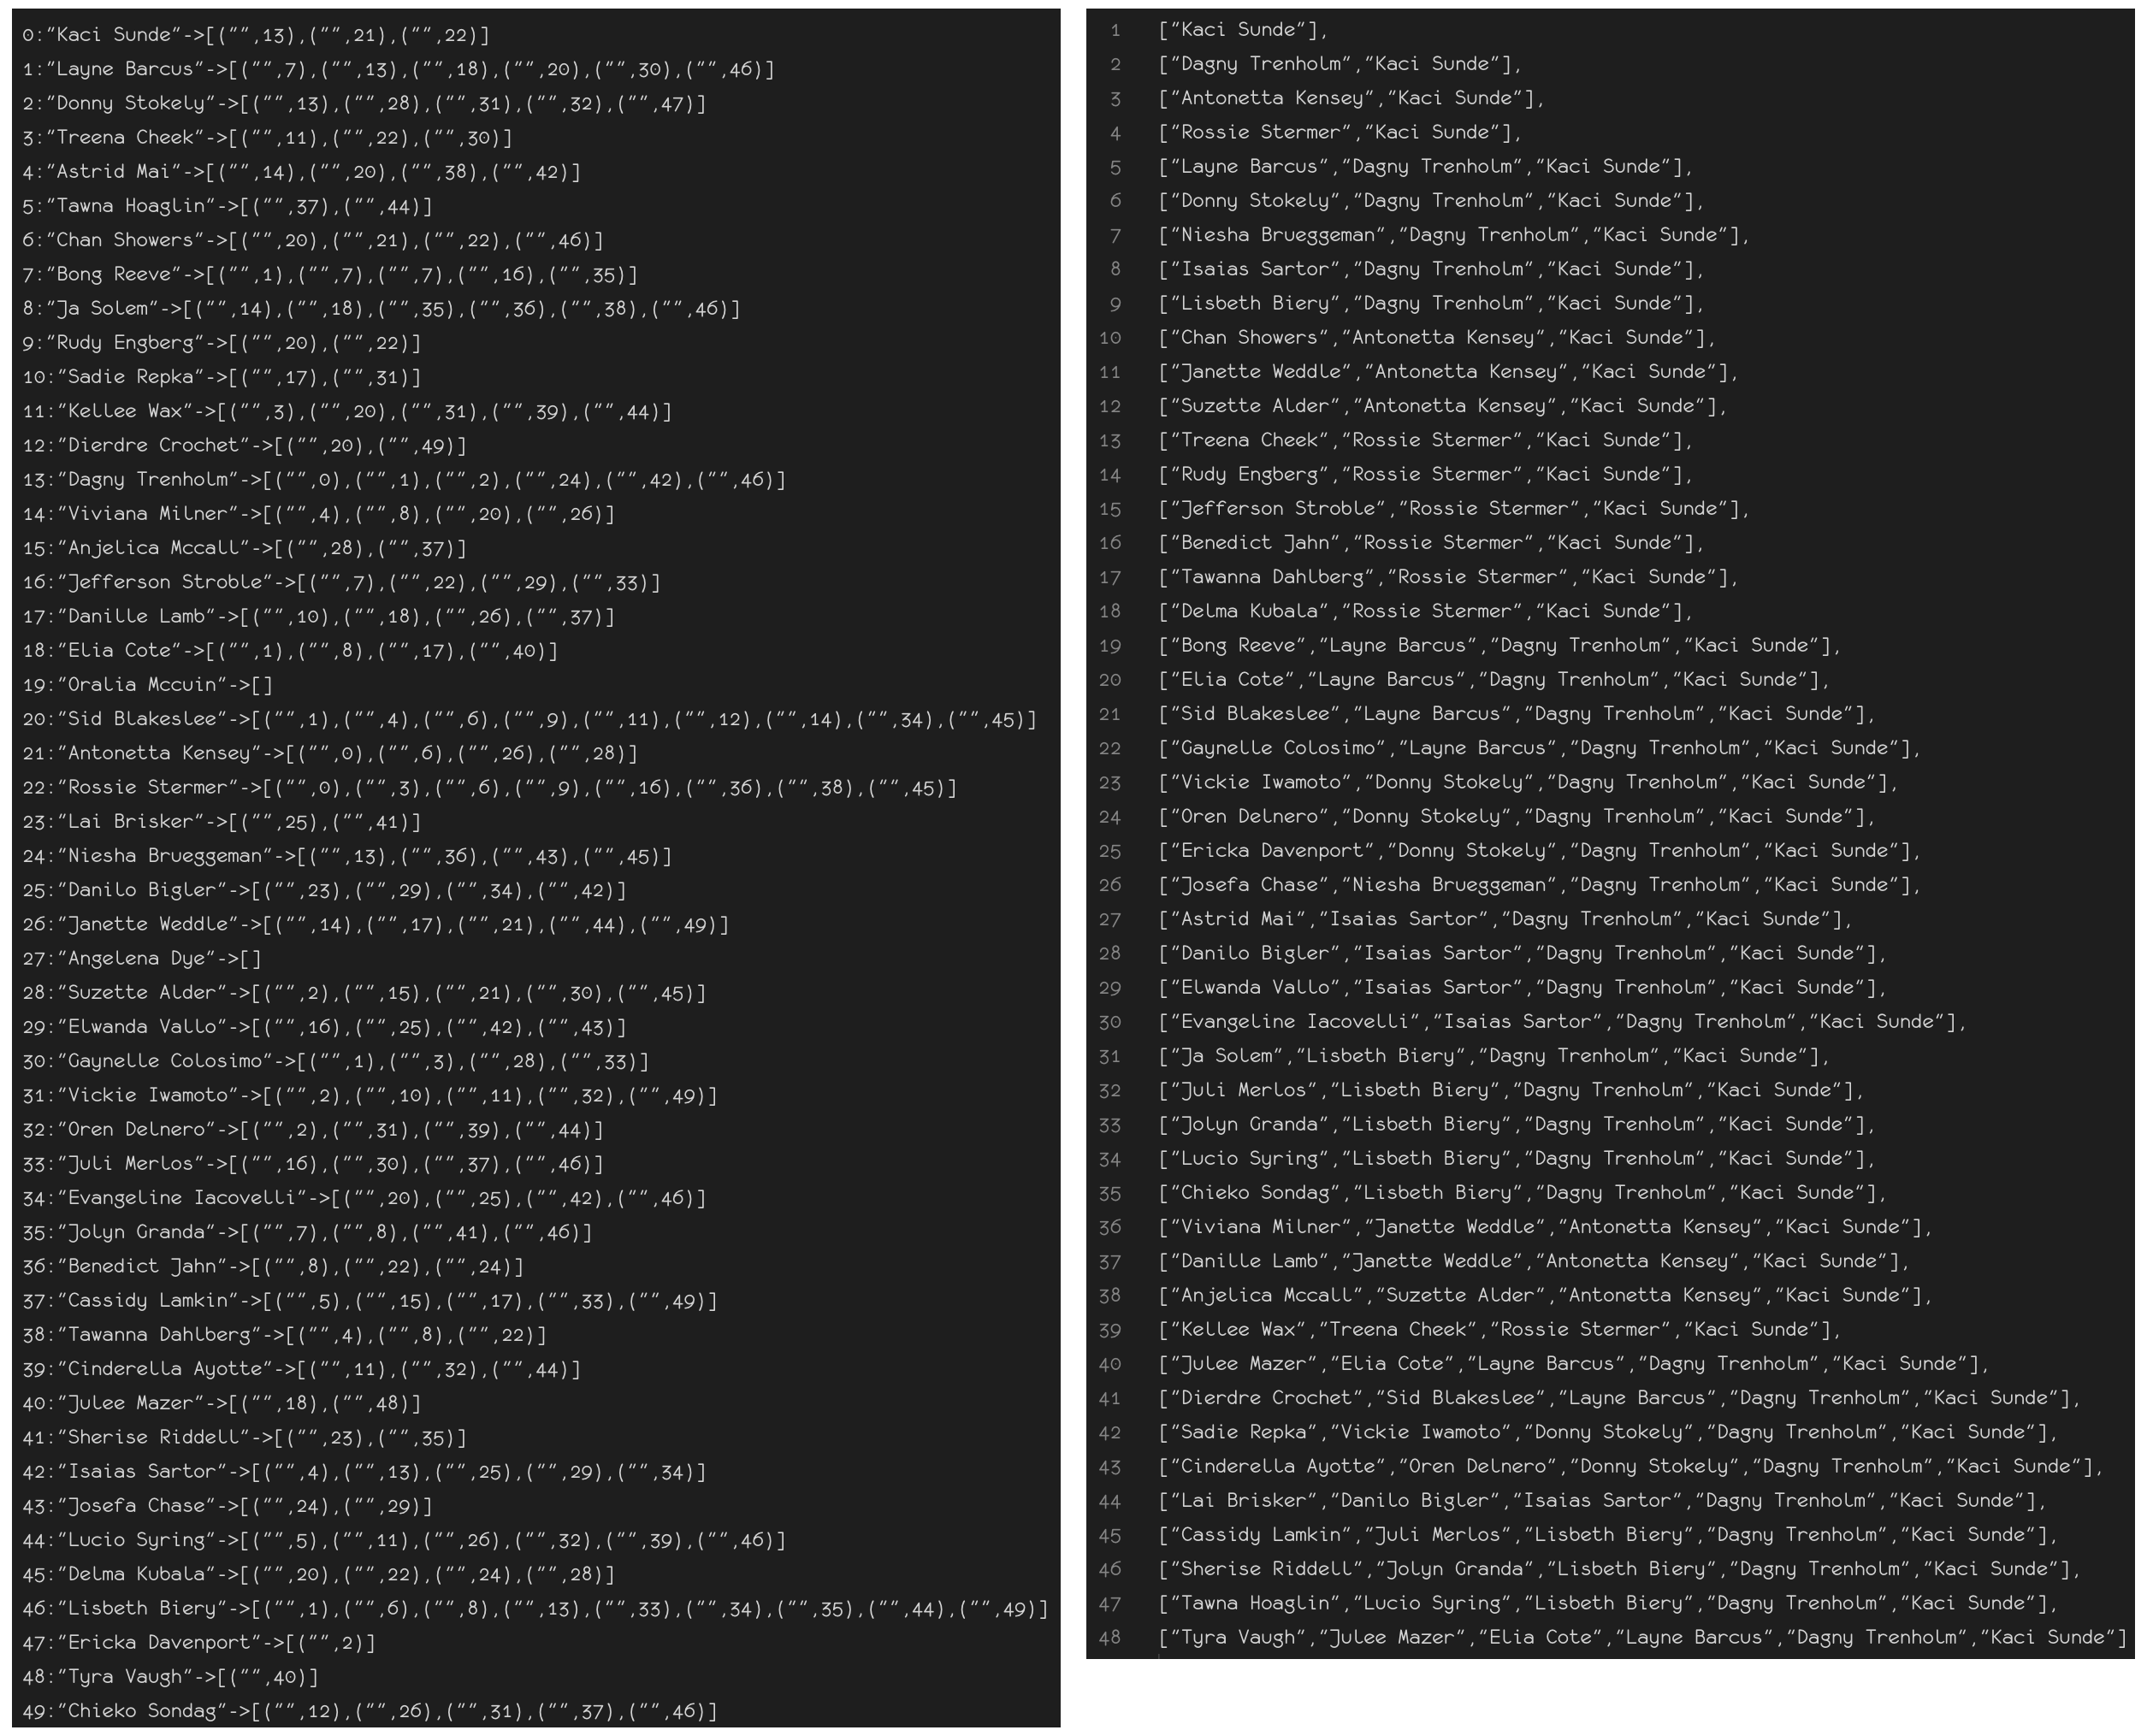 0:"Kaci Sunde"->[("",13),("",21),("",22)]
1:"Layne Barcus"->[("",7),("",13),("",18),("",20),("",30),("",46)]
2:"Donny Stokely"->[("",13),("",28),("",31),("",32),("",47)]
3:"Treena Cheek"->[("",11),("",22),("",30)]
4:"Astrid Mai"->[("",14),("",20),("",38),("",42)]
5:"Tawna Hoaglin"->[("",37),("",44)]
6:"Chan Showers"->[("",20),("",21),("",22),("",46)]
7:"Bong Reeve"->[("",1),("",7),("",7),("",16),("",35)]
8:"Ja Solem"->[("",14),("",18),("",35),("",36),("",38),("",46)]
9:"Rudy Engberg"->[("",20),("",22)]
10:"Sadie Repka"->[("",17),("",31)]
11:"Kellee Wax"->[("",3),("",20),("",31),("",39),("",44)]
12:"Dierdre Crochet"->[("",20),("",49)]
13:"Dagny Trenholm"->[("",0),("",1),("",2),("",24),("",42),("",46)]
14:"Viviana Milner"->[("",4),("",8),("",20),("",26)]
15:"Anjelica Mccall"->[("",28),("",37)]
16:"Jefferson Stroble"->[("",7),("",22),("",29),("",33)]
17:"Danille Lamb"->[("",10),("",18),("",26),("",37)]
18:"Elia Cote"->[("",1),("",8),("",17),("",40)]
19:"Oralia Mccuin"->[]
20:"Sid Blakeslee"->[("",1),("",4),("",6),("",9),("",11),("",12),("",14),("",34),("",45)]
21:"Antonetta Kensey"->[("",0),("",6),("",26),("",28)]
22:"Rossie Stermer"->[("",0),("",3),("",6),("",9),("",16),("",36),("",38),("",45)]
23:"Lai Brisker"->[("",25),("",41)]
24:"Niesha Brueggeman"->[("",13),("",36),("",43),("",45)]
25:"Danilo Bigler"->[("",23),("",29),("",34),("",42)]
26:"Janette Weddle"->[("",14),("",17),("",21),("",44),("",49)]
27:"Angelena Dye"->[]
28:"Suzette Alder"->[("",2),("",15),("",21),("",30),("",45)]
29:"Elwanda Vallo"->[("",16),("",25),("",42),("",43)]
30:"Gaynelle Colosimo"->[("",1),("",3),("",28),("",33)]
31:"Vickie Iwamoto"->[("",2),("",10),("",11),("",32),("",49)]
32:"Oren Delnero"->[("",2),("",31),("",39),("",44)]
33:"Juli Merlos"->[("",16),("",30),("",37),("",46)]
34:"Evangeline Iacovelli"->[("",20),("",25),("",42),("",46)]
35:"Jolyn Granda"->[("",7),("",8),("",41),("",46)]
36:"Benedict Jahn"->[("",8),("",22),("",24)]
37:"Cassidy Lamkin"->[("",5),("",15),("",17),("",33),("",49)]
38:"Tawanna Dahlberg"->[("",4),("",8),("",22)]
39:"Cinderella Ayotte"->[("",11),("",32),("",44)]
40:"Julee Mazer"->[("",18),("",48)]
41:"Sherise Riddell"->[("",23),("",35)]
42:"Isaias Sartor"->[("",4),("",13),("",25),("",29),("",34)]
43:"Josefa Chase"->[("",24),("",29)]
44:"Lucio Syring"->[("",5),("",11),("",26),("",32),("",39),("",46)]
45:"Delma Kubala"->[("",20),("",22),("",24),("",28)]
46:"Lisbeth Biery"->[("",1),("",6),("",8),("",13),("",33),("",34),("",35),("",44),("",49)]
47:"Ericka Davenport"->[("",2)]
48:"Tyra Vaugh"->[("",40)]
49:"Chieko Sondag"->[("",12),("",26),("",31),("",37),("",46)]
1 ["Kaci Sunde"],
2 ["Dagny Trenholm","Kaci Sunde"],
3 ["Antonetta Kensey","Kaci Sunde"],
4 ["Rossie Stermer","Kaci Sunde"],
5 ["Layne Barcus","Dagny Trenholm","Kaci Sunde"],
6 ["Donny Stokely","Dagny Trenholm","Kaci Sunde"],
7 ["Niesha Brueggeman","Dagny Trenholm","Kaci Sunde"],
8 ["Isaias Sartor","Dagny Trenholm","Kaci Sunde"],
9 ["Lisbeth Biery","Dagny Trenholm","Kaci Sunde"],
10 ["Chan Showers","Antonetta Kensey","Kaci Sunde"],
11 ["Janette Weddle","Antonetta Kensey","Kaci Sunde"],
12 ["Suzette Alder","Antonetta Kensey","Kaci Sunde"],
13 ["Treena Cheek","Rossie Stermer","Kaci Sunde"],
14 ["Rudy Engberg","Rossie Stermer","Kaci Sunde"],
15 ["Jefferson Stroble","Rossie Stermer","Kaci Sunde"],
16 ["Benedict Jahn","Rossie Stermer","Kaci Sunde"],
17 ["Tawanna Dahlberg","Rossie Stermer","Kaci Sunde"],
18 ["Delma Kubala","Rossie Stermer","Kaci Sunde"],
19 ["Bong Reeve","Layne Barcus","Dagny Trenholm","Kaci Sunde"],
20 ["Elia Cote","Layne Barcus","Dagny Trenholm","Kaci Sunde"],
21 ["Sid Blakeslee","Layne Barcus","Dagny Trenholm","Kaci Sunde"],
22 ["Gaynelle Colosimo","Layne Barcus","Dagny Trenholm","Kaci Sunde"],
23 ["Vickie Iwamoto","Donny Stokely","Dagny Trenholm","Kaci Sunde"],
24 ["Oren Delnero","Donny Stokely","Dagny Trenholm","Kaci Sunde"],
25 ["Ericka Davenport","Donny Stokely","Dagny Trenholm","Kaci Sunde"],
26 ["Josefa Chase","Niesha Brueggeman","Dagny Trenholm","Kaci Sunde"],
27 ["Astrid Mai","Isaias Sartor","Dagny Trenholm","Kaci Sunde"],
28 ["Danilo Bigler","Isaias Sartor","Dagny Trenholm","Kaci Sunde"],
29 ["Elwanda Vallo","Isaias Sartor","Dagny Trenholm","Kaci Sunde"],
30 ["Evangeline Iacovelli","Isaias Sartor","Dagny Trenholm","Kaci Sunde"],
31 ["Ja Solem","Lisbeth Biery","Dagny Trenholm","Kaci Sunde"],
32 ["Juli Merlos","Lisbeth Biery","Dagny Trenholm","Kaci Sunde"],
33 ["Jolyn Granda","Lisbeth Biery","Dagny Trenholm","Kaci Sunde"],
34 ["Lucio Syring","Lisbeth Biery","Dagny Trenholm","Kaci Sunde"],
35 ["Chieko Sondag","Lisbeth Biery","Dagny Trenholm","Kaci Sunde"],
36 ["Viviana Milner","Janette Weddle","Antonetta Kensey","Kaci Sunde"],
37 ["Danille Lamb","Janette Weddle","Antonetta Kensey","Kaci Sunde"],
38 ["Anjelica Mccall","Suzette Alder","Antonetta Kensey","Kaci Sunde"],
39 ["Kellee Wax","Treena Cheek","Rossie Stermer","Kaci Sunde"],
40 ["Julee Mazer","Elia Cote","Layne Barcus","Dagny Trenholm","Kaci Sunde"],
41 ["Dierdre Crochet","Sid Blakeslee","Layne Barcus","Dagny Trenholm","Kaci Sunde"],
42 ["Sadie Repka","Vickie Iwamoto","Donny Stokely","Dagny Trenholm","Kaci Sunde"],
43 ["Cinderella Ayotte","Oren Delnero","Donny Stokely","Dagny Trenholm","Kaci Sunde"],
44 ["Lai Brisker","Danilo Bigler","Isaias Sartor","Dagny Trenholm","Kaci Sunde"],
45 ["Cassidy Lamkin","Juli Merlos","Lisbeth Biery","Dagny Trenholm","Kaci Sunde"],
46 ["Sherise Riddell","Jolyn Granda","Lisbeth Biery","Dagny Trenholm","Kaci Sunde"],
47 ["Tawna Hoaglin","Lucio Syring","Lisbeth Biery","Dagny Trenholm","Kaci Sunde"],
48 ["Tyra Vaugh","Julee Mazer","Elia Cote","Layne Barcus","Dagny Trenholm","Kaci Sunde"]